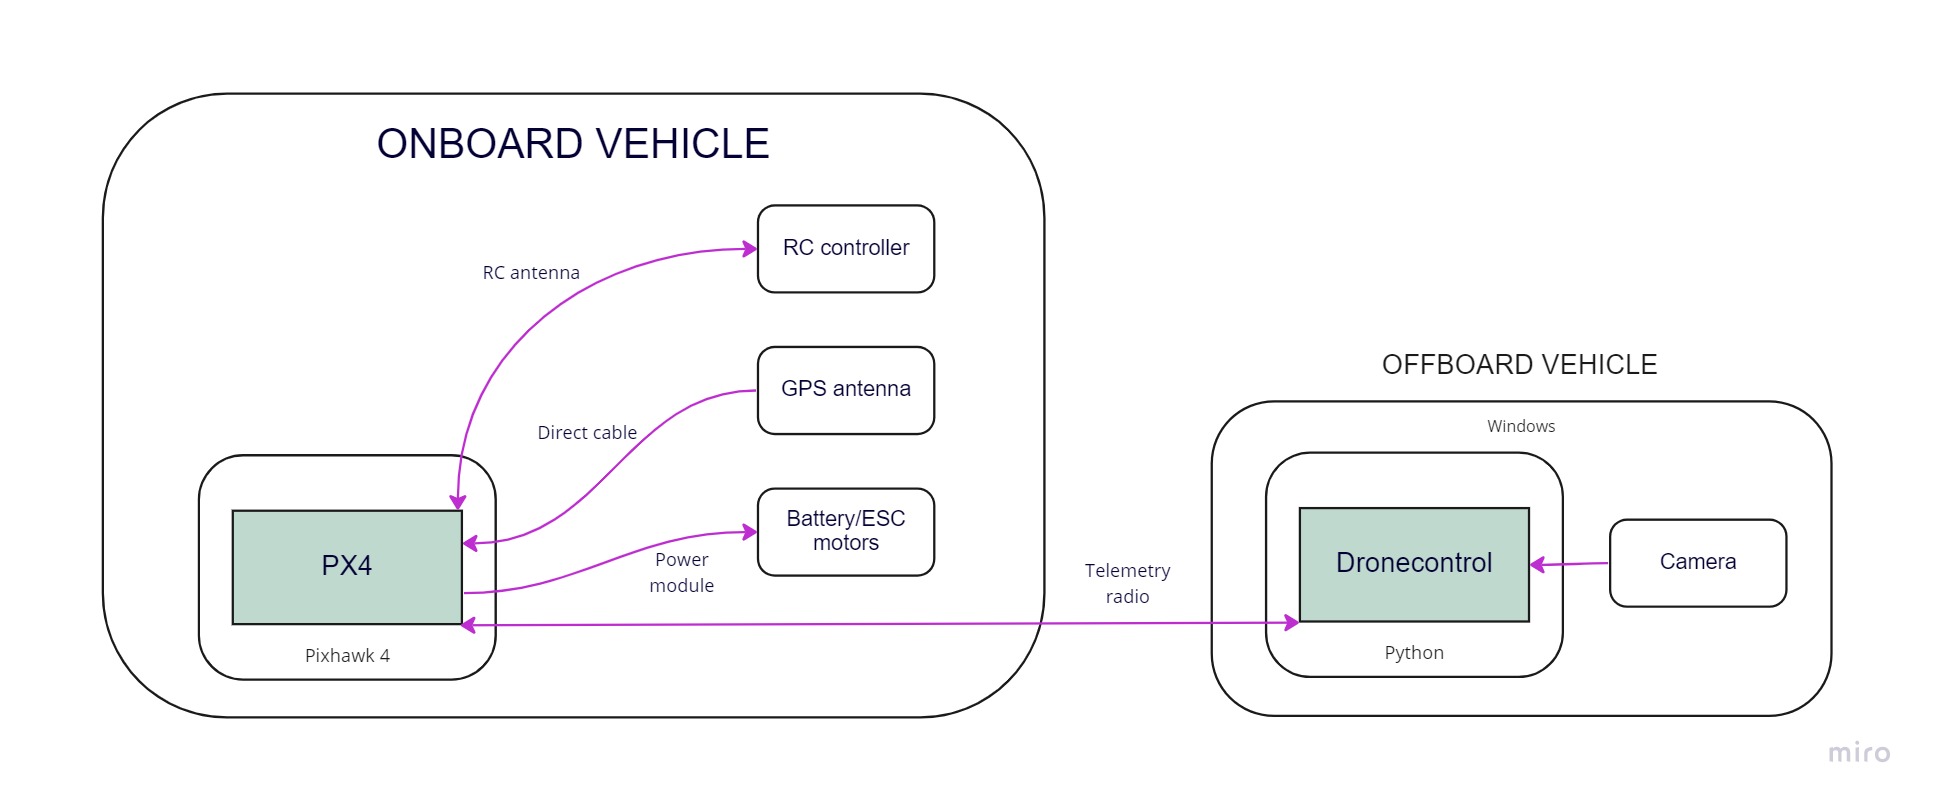 ONBOARD VEHICLE
RC controller
RC antenna
GPS antenna
Direct cable
Battery/ESC
motors
Power
module
PX4
Pixhawk 4
Telemetry
radio
OFFBOARD VEHICLE
Windows
Dronecontrol
Camera
Python
miro